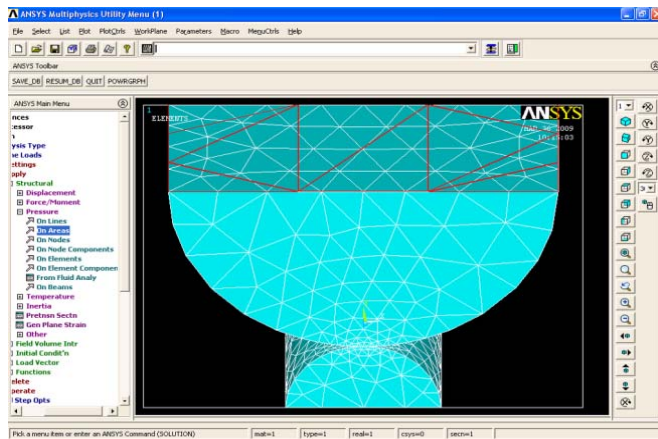 ANSYS Multiphysics Utility Menu (1)
File Select List Plot PlotCtrls WorkPlane Parameters Macro MenuCtrls Help
ANSYS Toolbar
SAVE_DB RESUM_DB QUIT POWRGRPH
ANSYS Main Menu
nces
essor
ysis Type
ne Loads
ettings
pply
Structural
Displacement
Force/Moment
Pressure
On Lines
On Areas
On Nodes
On Node Components
On Elements
On Element Componen
From Fluid Analy
On Beams
Temperature
Inertia
Pretnsn Sectn
Gen Plane Strain
Other
Field Volume Intr
Initial Condit'n
Load Vector
Functions
elete
perate
Step Opts
1
ELEMENTS
ANSYS
2009
1
3
Pick a menu item or enter an ANSYS Command (SOLUTION) mat=1 type=1 real=1 csys=0 secn=1